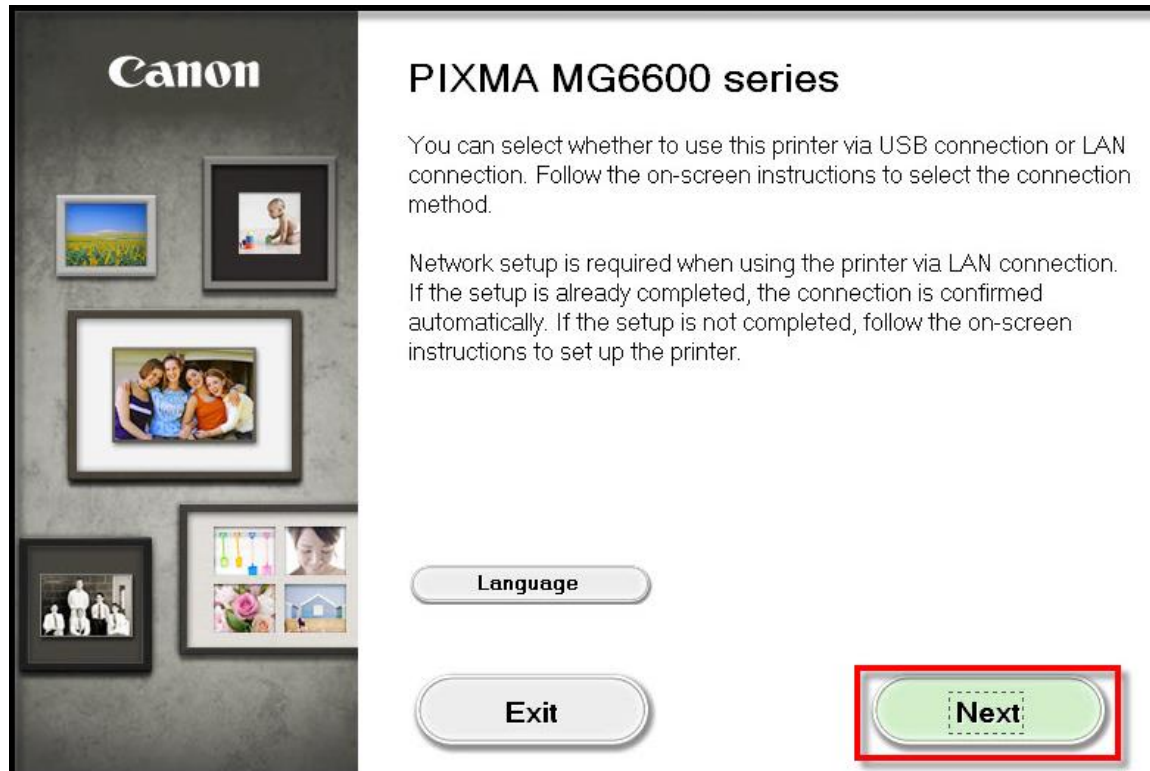 Canon
PIXMA MG6600 series
You can select whether to use this printer via USB connection or LAN
connection. Follow the on-screen instructions to select the connection
method.
Network setup is required when using the printer via LAN connection.
If the setup is already completed, the connection is confirmed
automatically. If the setup is not completed, follow the on-screen
instructions to set up the printer.
Language
Exit
Next